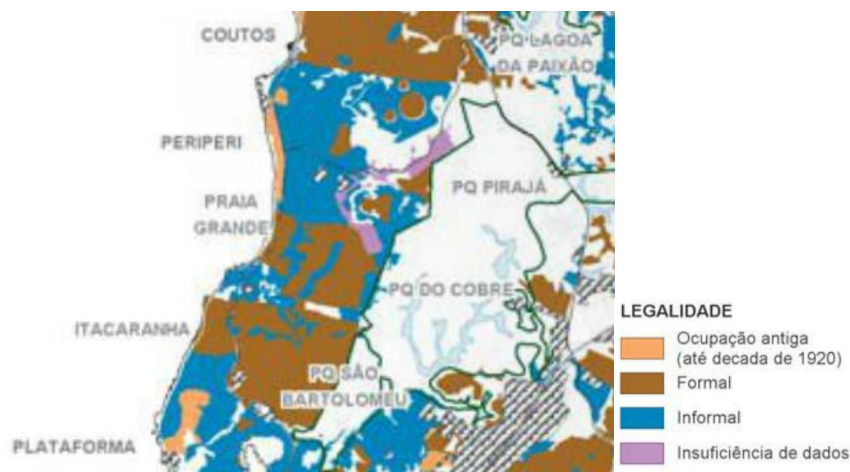 COUTOS
PQ LAGOA
DA PAIXÃO
PERIPERI
PQ PIRAJÁ
PRAIA
GRANDE
PQ DO COBRE
ITACARANHA
PQ SÃO
BARTOLOMEU
PLATAFORMA
LEGALIDADE
Ocupação antiga
(até decada de 1920)
Formal
Informal
Insuficiência de dados